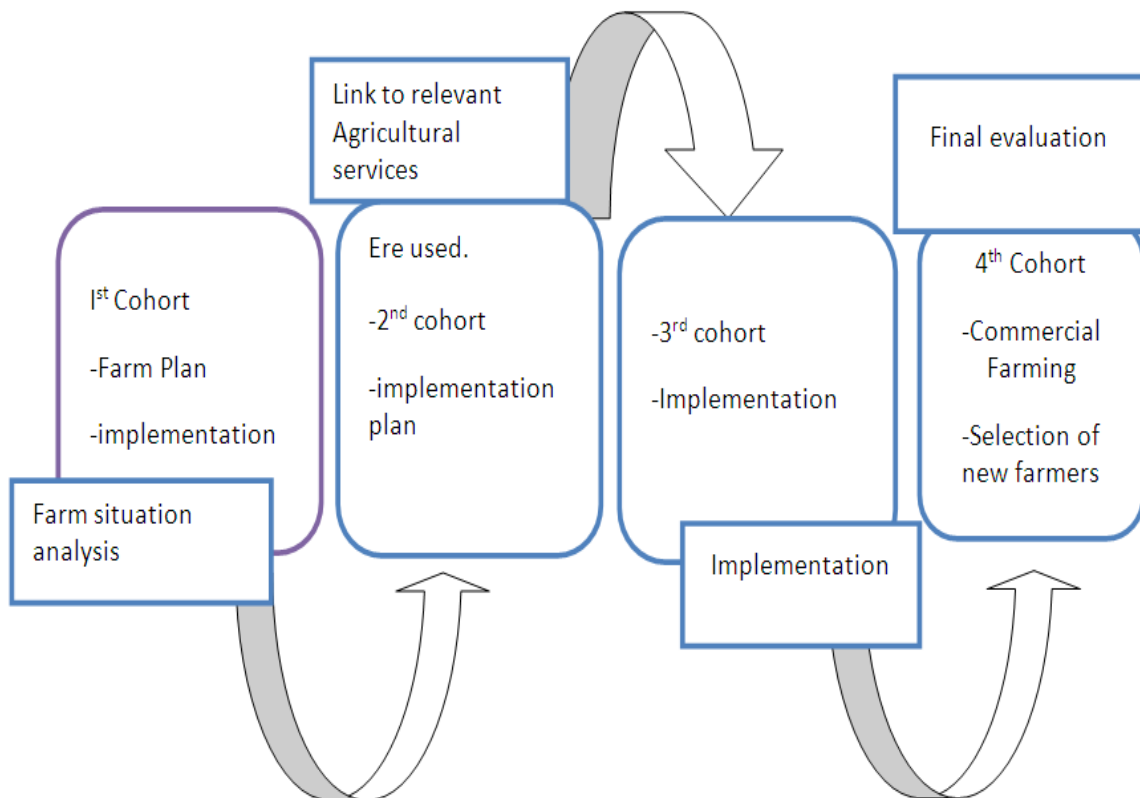 Iˢᵗ Cohort
-Farm Plan
-implementation
Farm situation
analysis
Link to relevant
Agricultural
services
Ere used.
-2ⁿᵈ cohort
-implementation
plan
-3ʳᵈ cohort
-Implementation
Implementation
Final evaluation
4ᵗʰ Cohort
-Commercial
Farming
-Selection of
new farmers